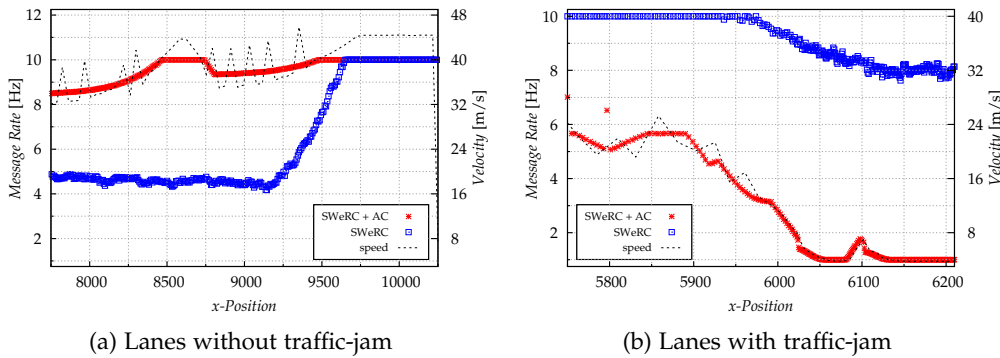 12
10
8
6
4
2
Message Rate [Hz]
48
40
32
24
16
8
Velocity [m/s]
SWeRC + AC
SWeRC
speed
8000 8500 9000 9500 10000
x-Position
(a) Lanes without traffic-jam
10
8
6
4
2
Message Rate [Hz]
40
32
24
16
8
Velocity [m/s]
SWeRC + AC
SWeRC
speed
5800 5900 6000 6100 6200
x-Position
(b) Lanes with traffic-jam